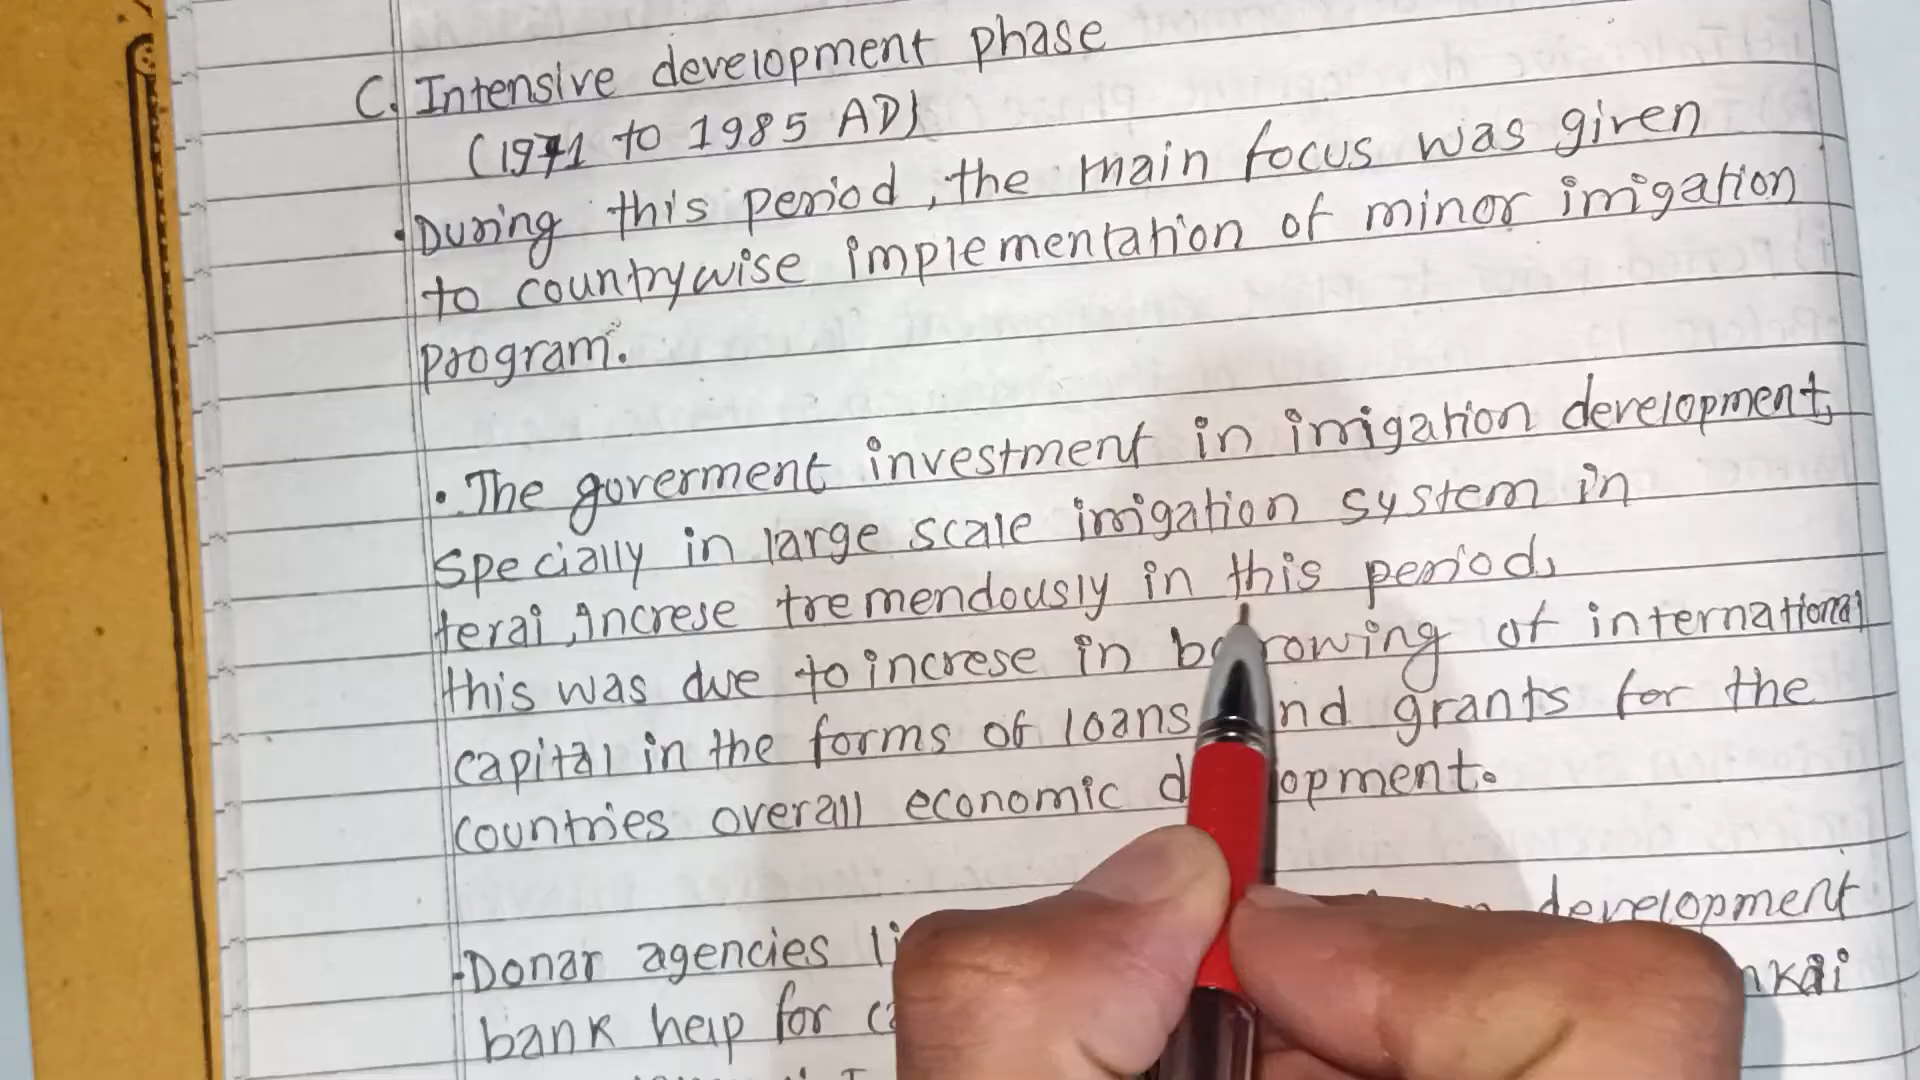 C. Intensive development phase
(1971 to 1985 AD)
• During this period, the main focus was given
to countrywise implementation of minor irrigation
program.
• The goverment investment in irrigation development,
specially in large scale irrigation system in
terai, increse tremendously in this period,
this was due to increse in borrowing of international
capital in the forms of loans and grants for the
countries overall economic development.
• Donar agencies development
bank help for